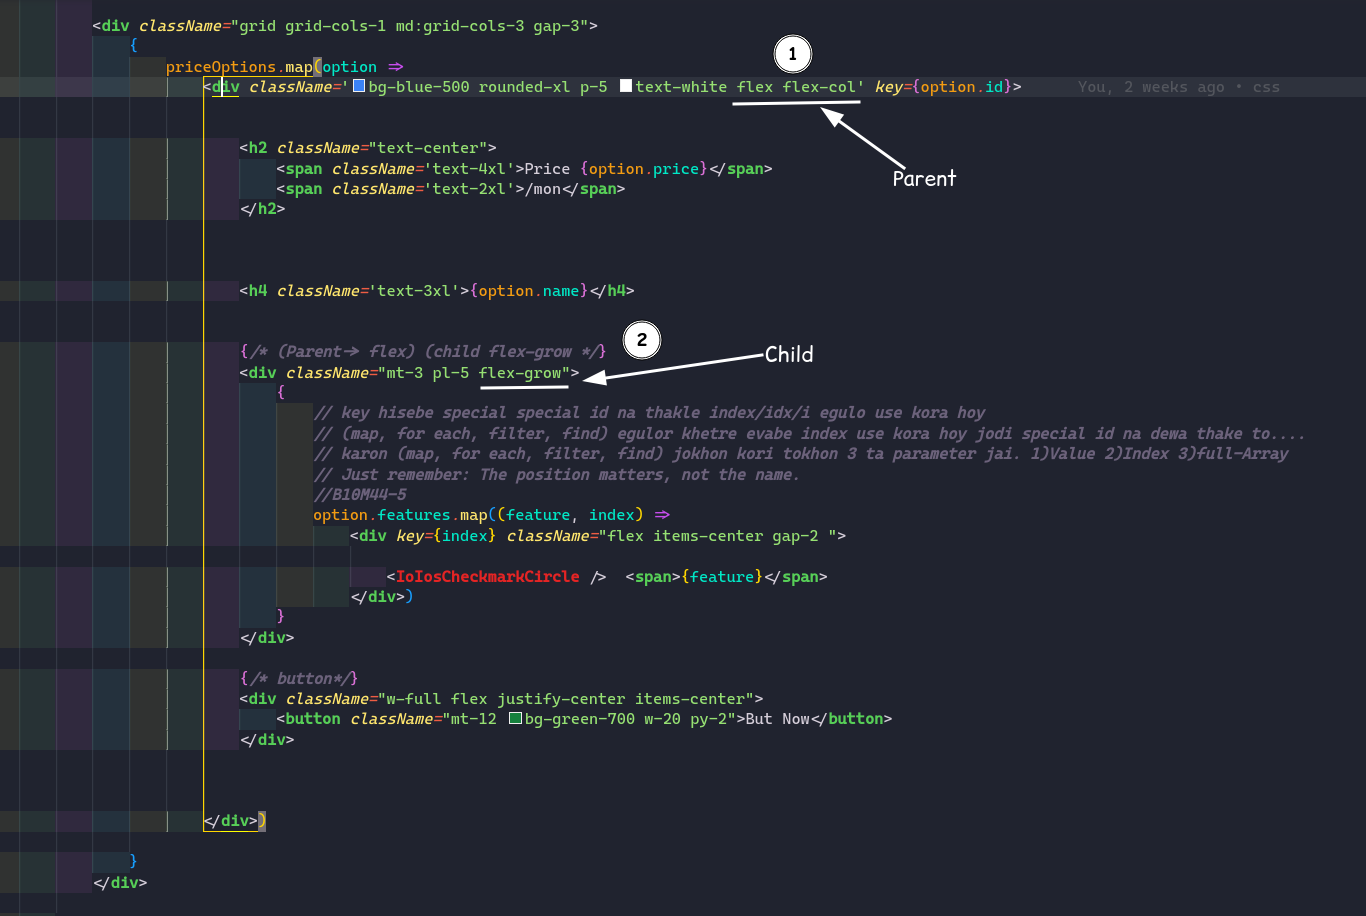 <div className="grid grid-cols-1 md:grid-cols-3 gap-3">
{
priceOptions.map(option =>
<div className='bg-blue-500 rounded-xl p-5 text-white flex flex-col' key={option.id}> You, 2 weeks ago • css
1
Parent
<h2 className="text-center">
<span className='text-4xl'>Price {option.price}</span>
<span className='text-2xl'>/mon</span>
</h2>
<h4 className='text-3xl'>{option.name}</h4>
{/* (Parent-> flex) (child flex-grow */}
2
Child
<div className="mt-3 pl-5 flex-grow">
{
// key hisebe special special id na thakle index/idx/i egulo use kora hoy
// (map, for each, filter, find) egulor khetre evabe index use kora hoy jodi special id na dewa thake to....
// karon (map, for each, filter, find) jokhon kori tokhon 3 ta parameter jai. 1)Value 2)Index 3)full-Array
// Just remember: The position matters, not the name.
//B10M44-5
option.features.map((feature, index) =>
<div key={index} className="flex items-center gap-2 ">
<IoIosCheckmarkCircle /> <span>{feature}</span>
</div>)
}
</div>
{/* button*/}
<div className="w-full flex justify-center items-center">
<button className="mt-12 bg-green-700 w-20 py-2">But Now</button>
</div>
</div>)
}
</div>